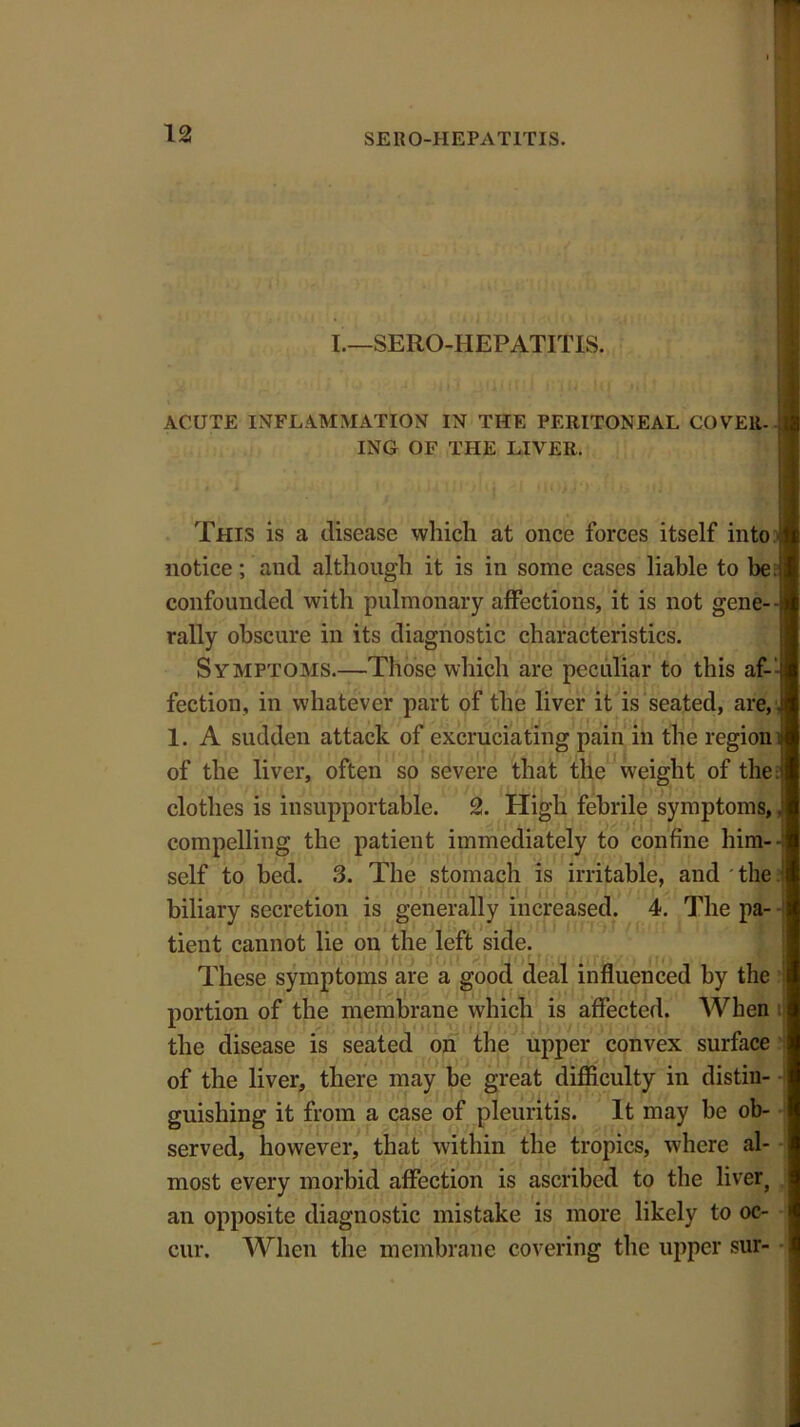 12
SERO-HEPATITIS.
I.—SERO-HEPATITIS.
ACUTE INFLAMMATION IN THE PERITONEAL COVER-
ING OF THE LIVER.
This is a disease which at once forces itself into
notice; and although it is in some cases liable to be
confounded with pulmonary affections, it is not gene-
rally obscure in its diagnostic characteristics.
Symptoms.—Those which are peculiar to this af-
fection, in whatever part of the liver it is seated, are,
1. A sudden attack of excruciating pain in the region
of the liver, often so severe that the weight of the
clothes is insupportable. 2. High febrile symptoms,
compelling the patient immediately to confine him-
self to bed. 3. The stomach is irritable, and the
biliary secretion is generally increased. 4. The pa-
tient cannot lie on the left side.
These symptoms are a good deal influenced by the
portion of the membrane which is affected. When
the disease is seated on the upper convex surface
of the liver, there may be great difficulty in distin-
guishing it from a case of pleuritis. It may be ob-
served, however, that within the tropics, where al-
most every morbid affection is ascribed to the liver,
an opposite diagnostic mistake is more likely to oc-
cur. When the membrane covering the upper sur-